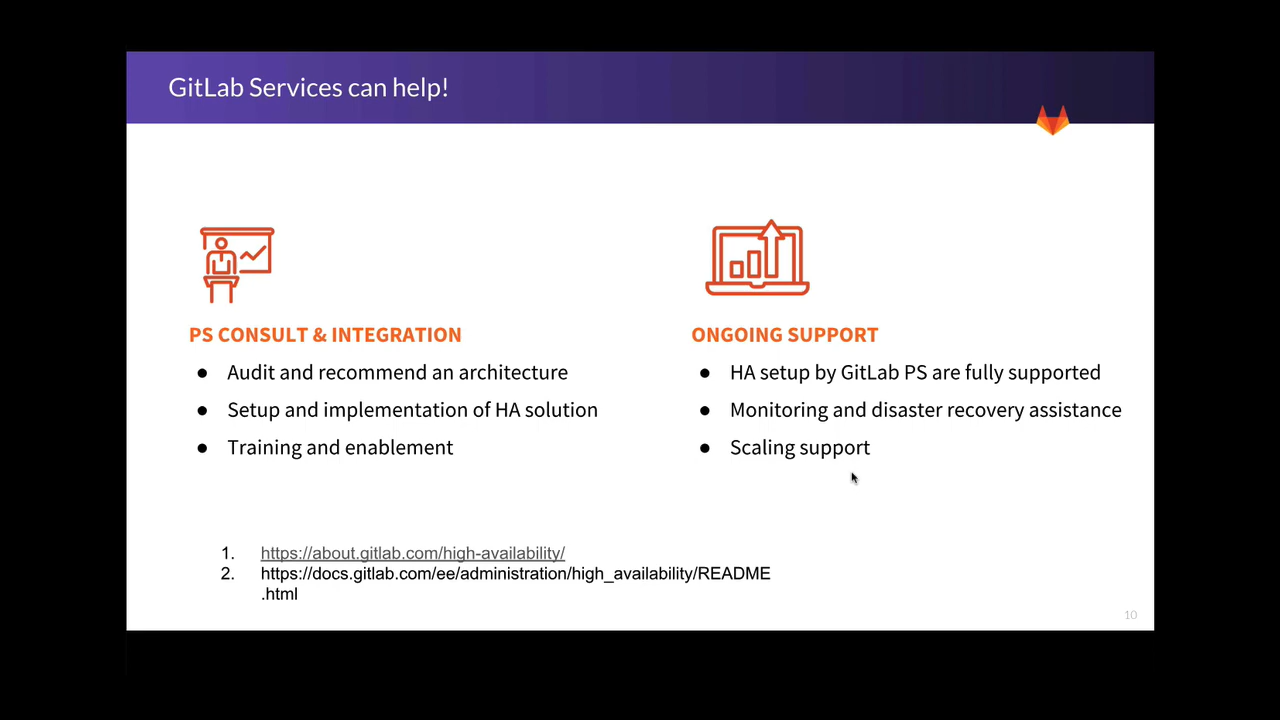 GitLab Services can help!
PS CONSULT & INTEGRATION
● Audit and recommend an architecture
● Setup and implementation of HA solution
● Training and enablement
ONGOING SUPPORT
● HA setup by GitLab PS are fully supported
● Monitoring and disaster recovery assistance
● Scaling support
1. https://about.gitlab.com/high-availability/
2. https://docs.gitlab.com/ee/administration/high_availability/README
.html
10